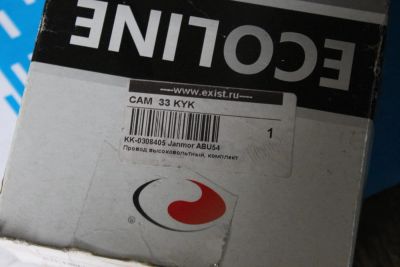 ECOLINE
www.exist.ru
CAM 33 KYK
1
KK-0308405 Janmor ABU54
Провод высоковольтный, комплект